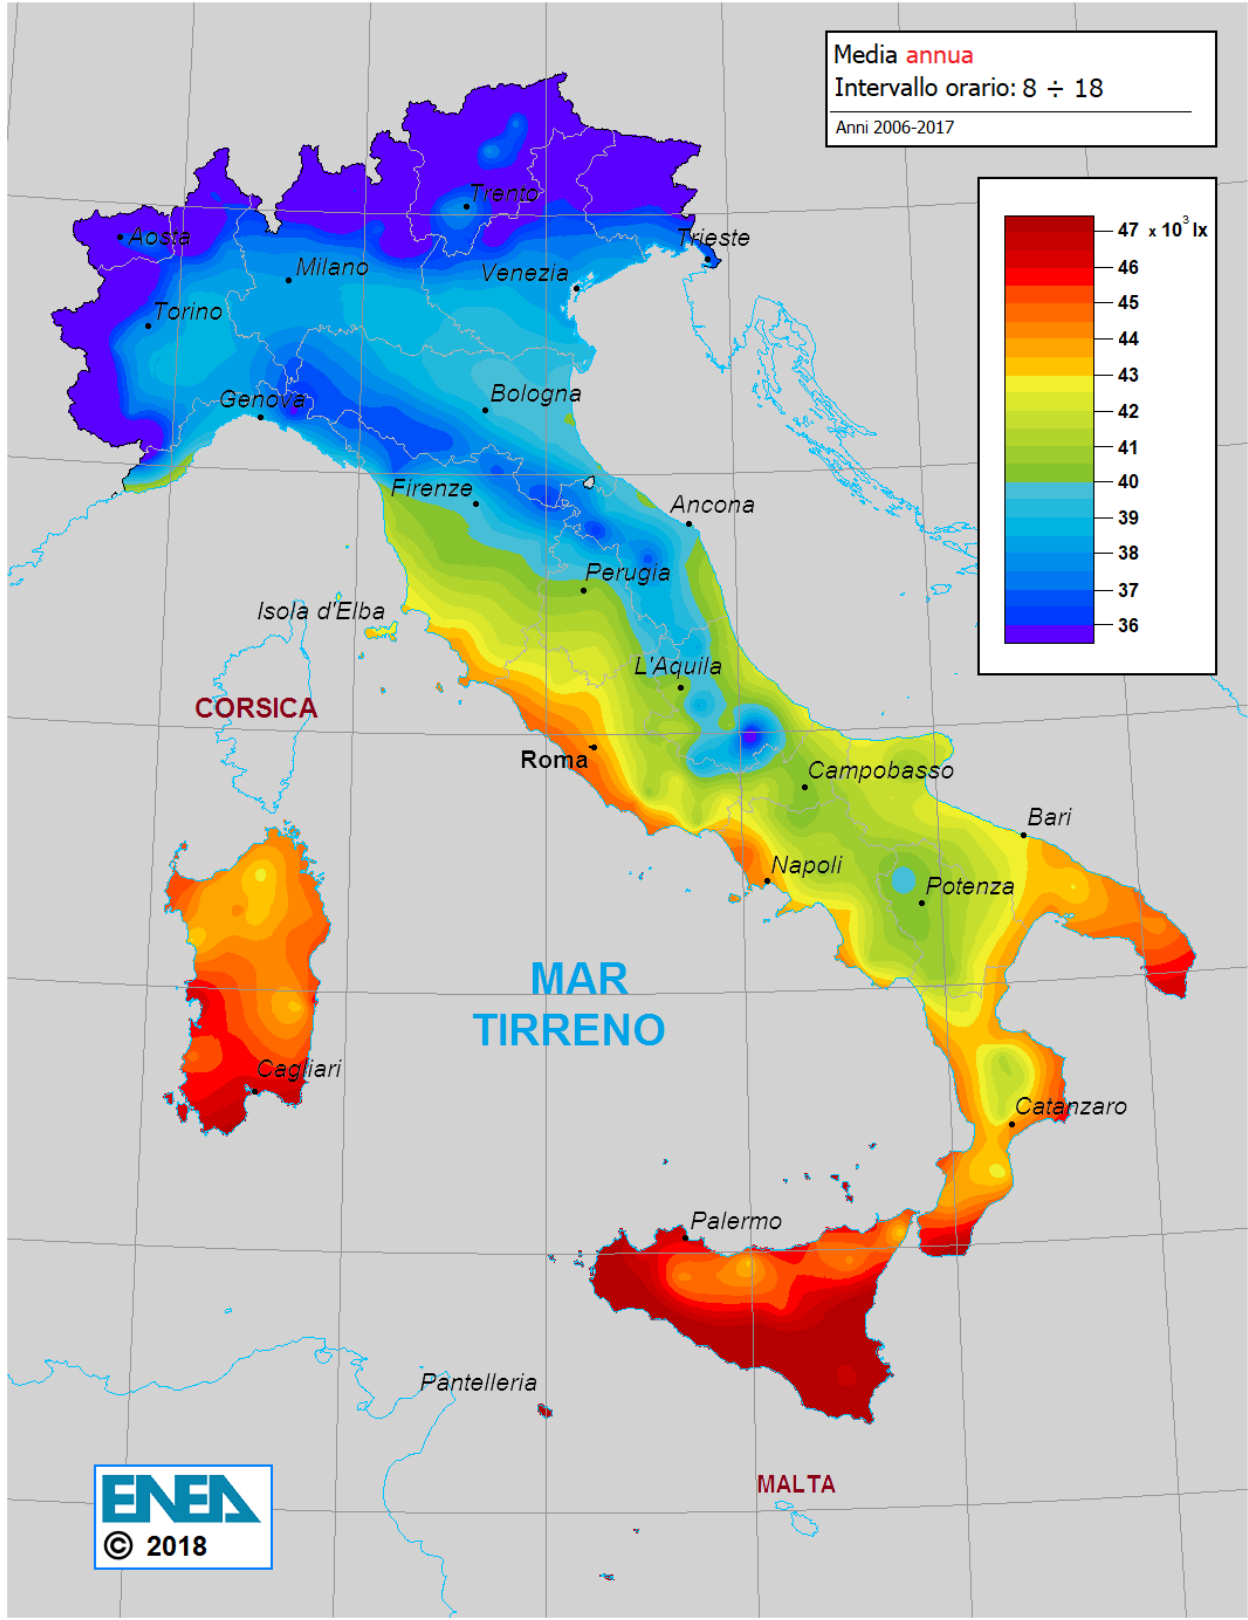 Media annua
Intervallo orario: 8 ÷ 18
Anni 2006-2017
47 x 10³ lx
46
45
44
43
42
41
40
39
38
37
36
Trento
Aosta
Trieste
Milano
Venezia
Torino
Genova
Bologna
Firenze
Ancona
Perugia
Isola d'Elba
L'Aquila
CORSICA
Roma
Campobasso
Bari
Napoli
Potenza
MAR
TIRRENO
Cagliari
Catanzaro
Palermo
Pantelleria
MALTA
ENEA
© 2018